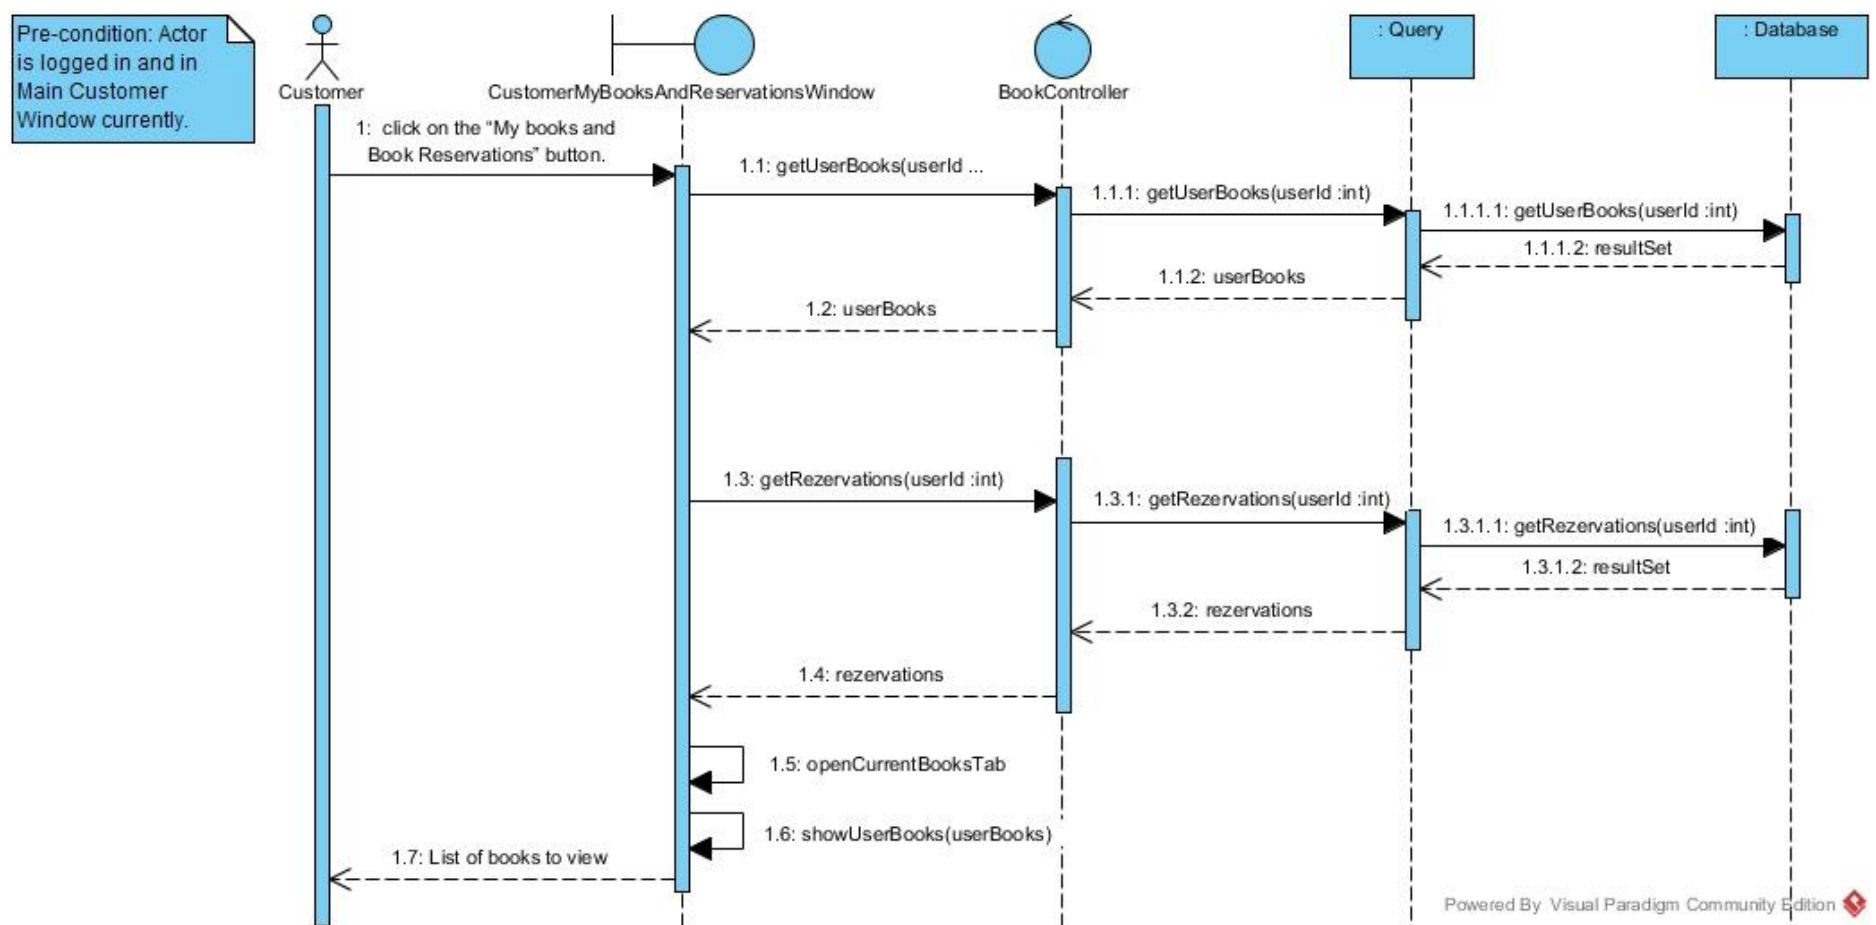 Pre-condition: Actor
is logged in and in
Main Customer
Window currently.
Customer
CustomerMyBooksAndReservationsWindow
BookController
: Query
: Database
1: click on the “My books and
Book Reservations” button.
1.1: getUserBooks(userId ...
1.1.1: getUserBooks(userId :int)
1.1.1.1: getUserBooks(userId :int)
1.1.1.2: resultSet
1.1.2: userBooks
1.2: userBooks
1.3: getRezervations(userId :int)
1.3.1: getRezervations(userId :int)
1.3.1.1: getRezervations(userId :int)
1.3.1.2: resultSet
1.3.2: rezervations
1.4: rezervations
1.5: openCurrentBooksTab
1.6: showUserBooks(userBooks)
1.7: List of books to view
Powered By Visual Paradigm Community Edition